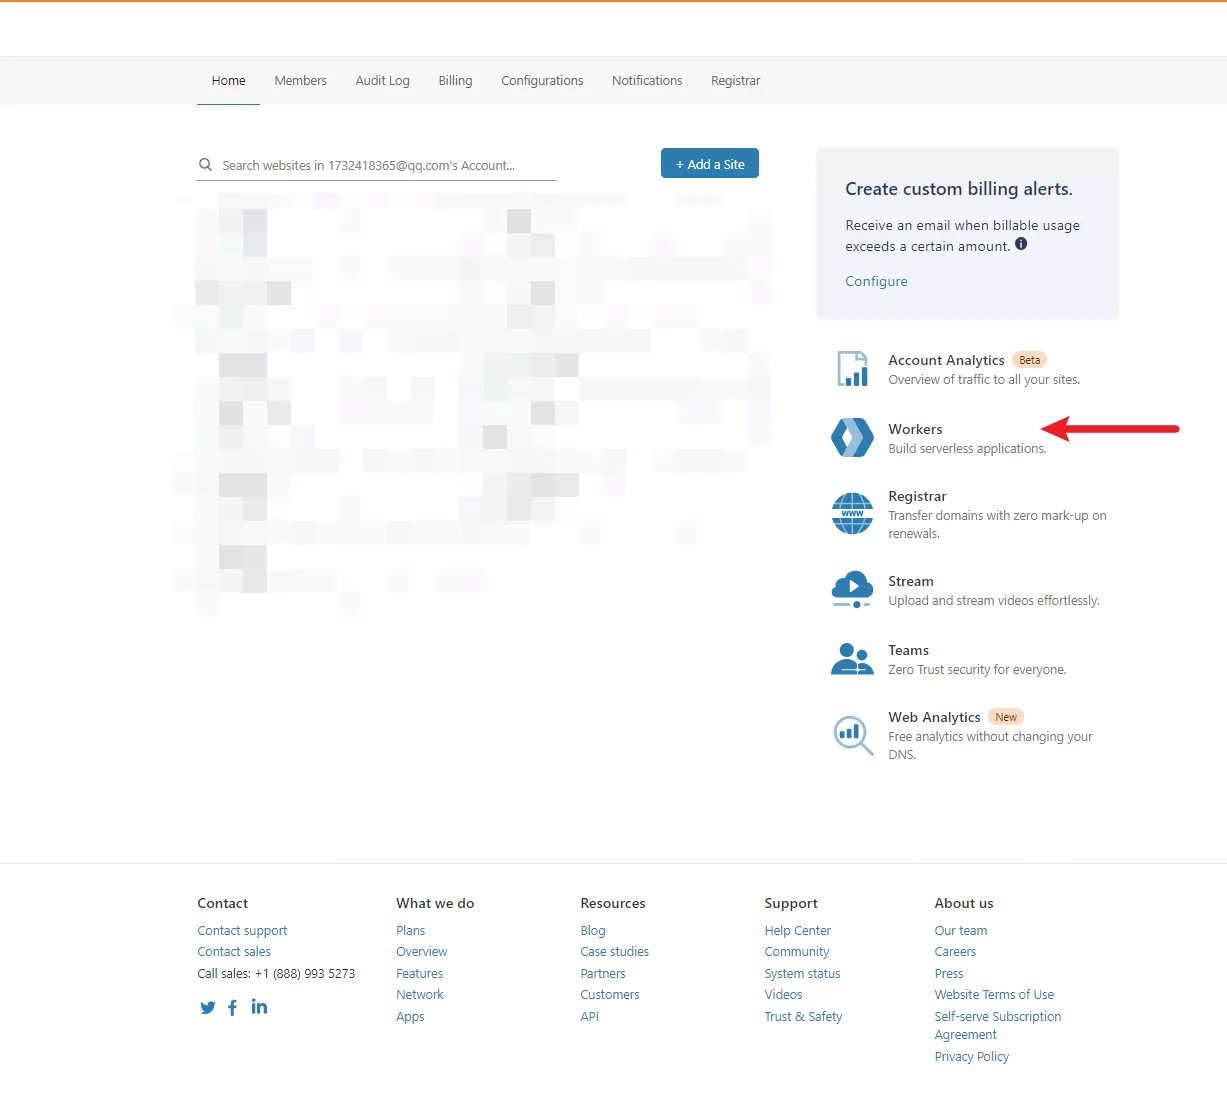 Home Members Audit Log Billing Configurations Notifications Registrar
Search websites in 1732418365@qq.com's Account...
+ Add a Site
Create custom billing alerts.
Receive an email when billable usage
exceeds a certain amount.
Configure
Account Analytics Beta
Overview of traffic to all your sites.
Workers
Build serverless applications.
Registrar
Transfer domains with zero mark-up on
renewals.
Stream
Upload and stream videos effortlessly.
Teams
Zero Trust security for everyone.
Web Analytics New
Free analytics without changing your
DNS.
Contact
Contact support
Contact sales
Call sales: +1 (888) 993 5273
What we do
Plans
Overview
Features
Network
Apps
Resources
Blog
Case studies
Partners
Customers
API
Support
Help Center
Community
System status
Videos
Trust & Safety
About us
Our team
Careers
Press
Website Terms of Use
Self-serve Subscription
Agreement
Privacy Policy